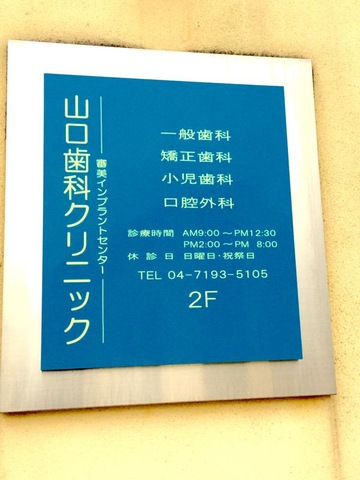 山口歯科クリニック
審美インプラントセンター
一般歯科
矯正歯科
小児歯科
口腔外科
診療時間 AM9:00～PM12:30
PM2:00～PM 8:00
休診日 日曜日・祝祭日
TEL 04-7193-5105
2F